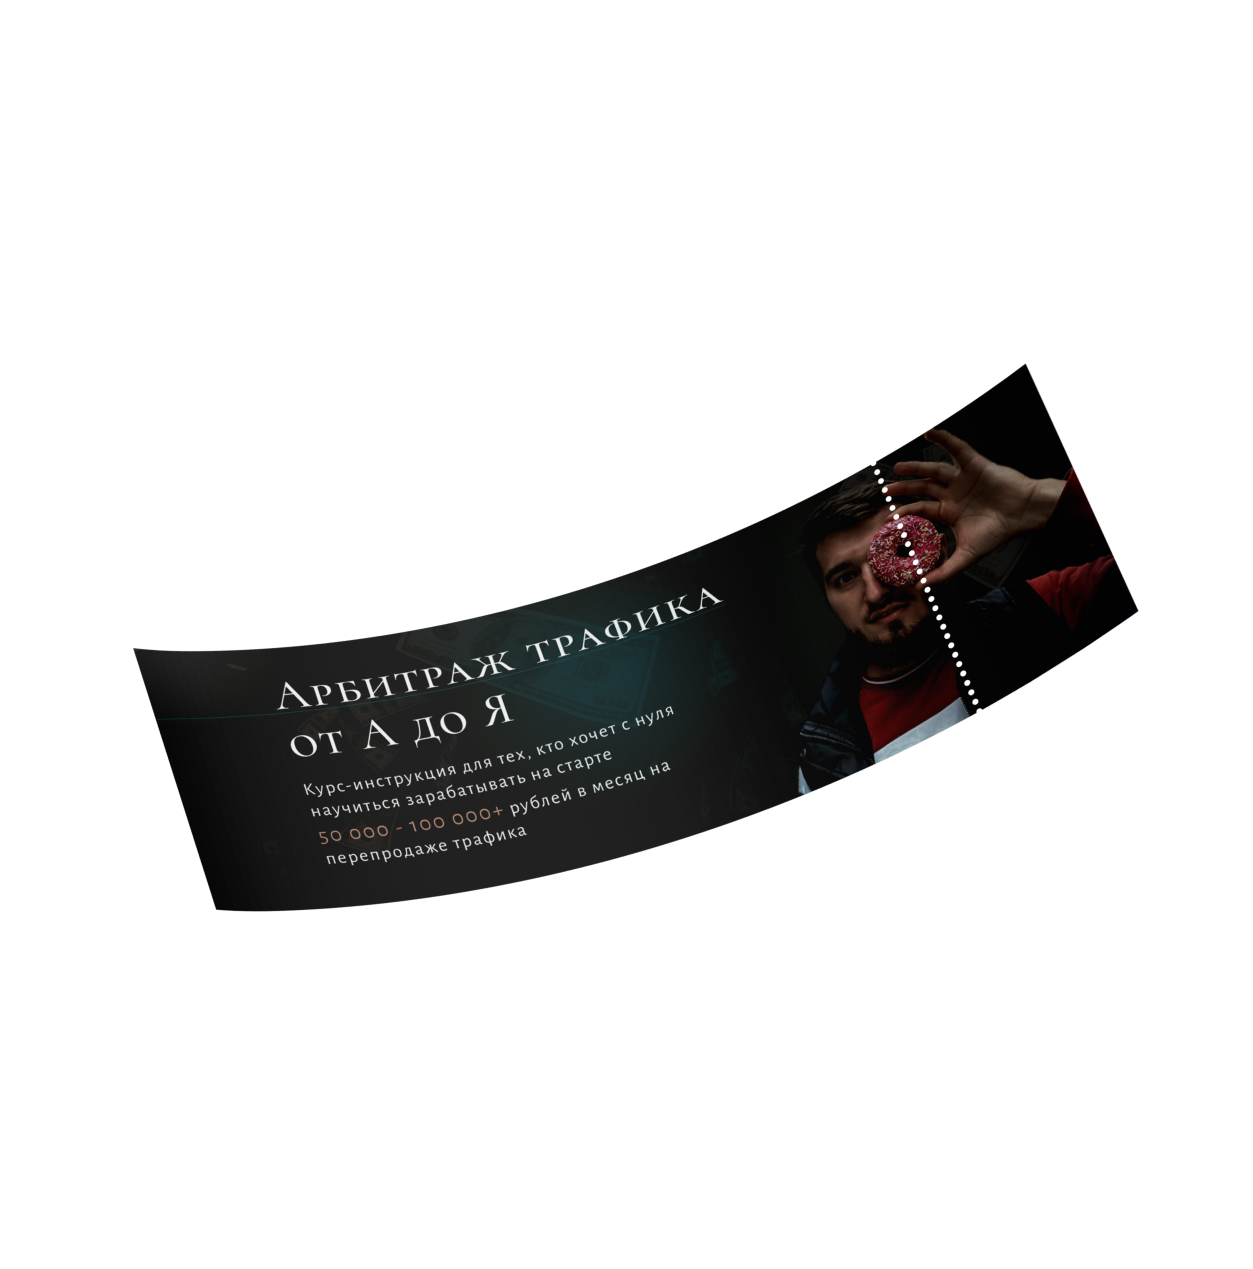 Арбитраж трафика
от А до Я
Курс-инструкция для тех, кто хочет с нуля
научиться зарабатывать на старте
50 000 - 100 000+ рублей в месяц на
перепродаже трафика